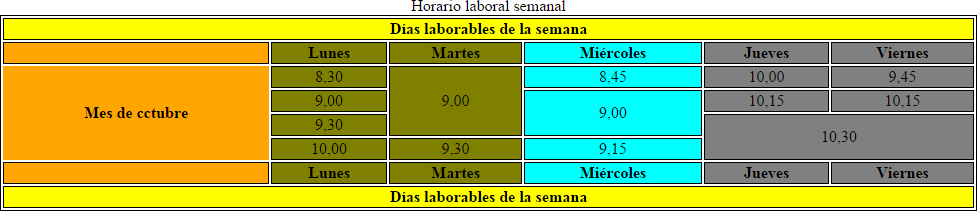 Horario laboral semanal
Días laborables de la semana
Lunes Martes Miércoles Jueves Viernes
8,30 8,45 10,00 9,45
9,00 9,00 9,00 10,15 10,15
Mes de cctubre
9,30 10,30
10,00 9,30 9,15
Lunes Martes Miércoles Jueves Viernes
Días laborables de la semana